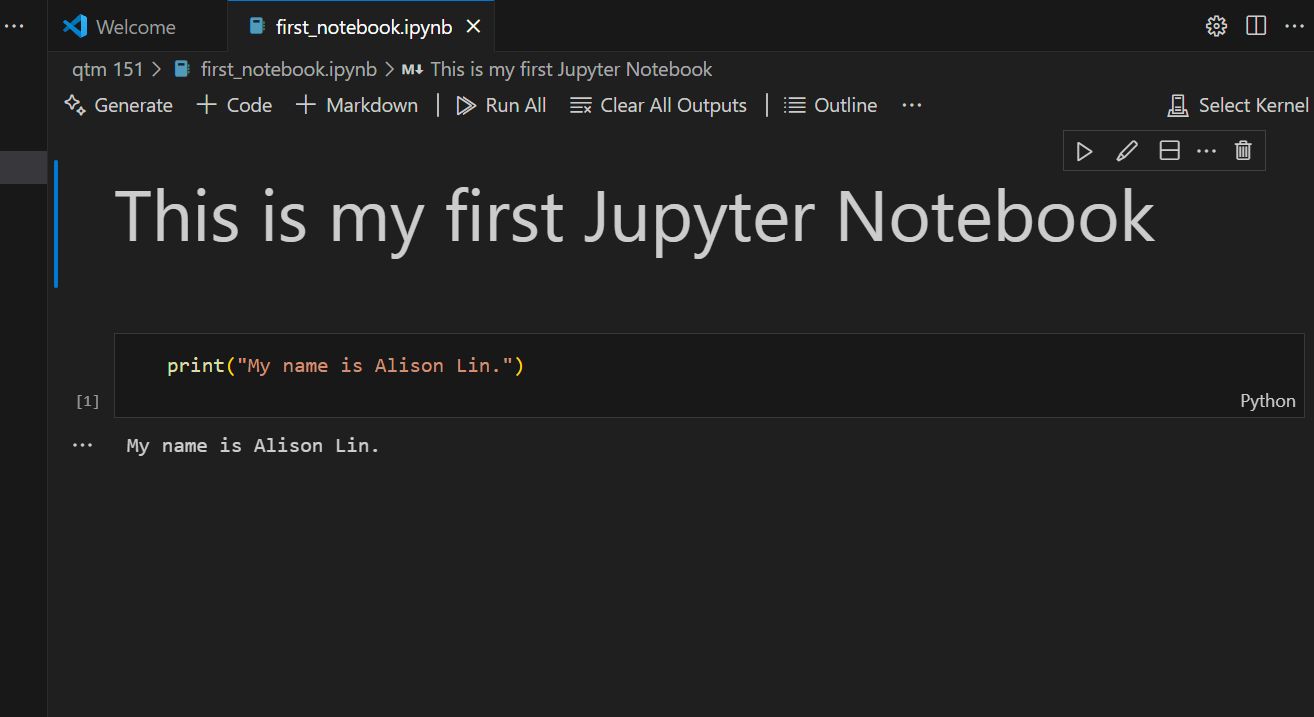 Welcome first_notebook.ipynb
qtm 151 > first_notebook.ipynb > M↓ This is my first Jupyter Notebook
Generate + Code + Markdown | Run All Clear All Outputs | Outline ... Select Kernel
This is my first Jupyter Notebook
print("My name is Alison Lin.")
[1] Python
... My name is Alison Lin.